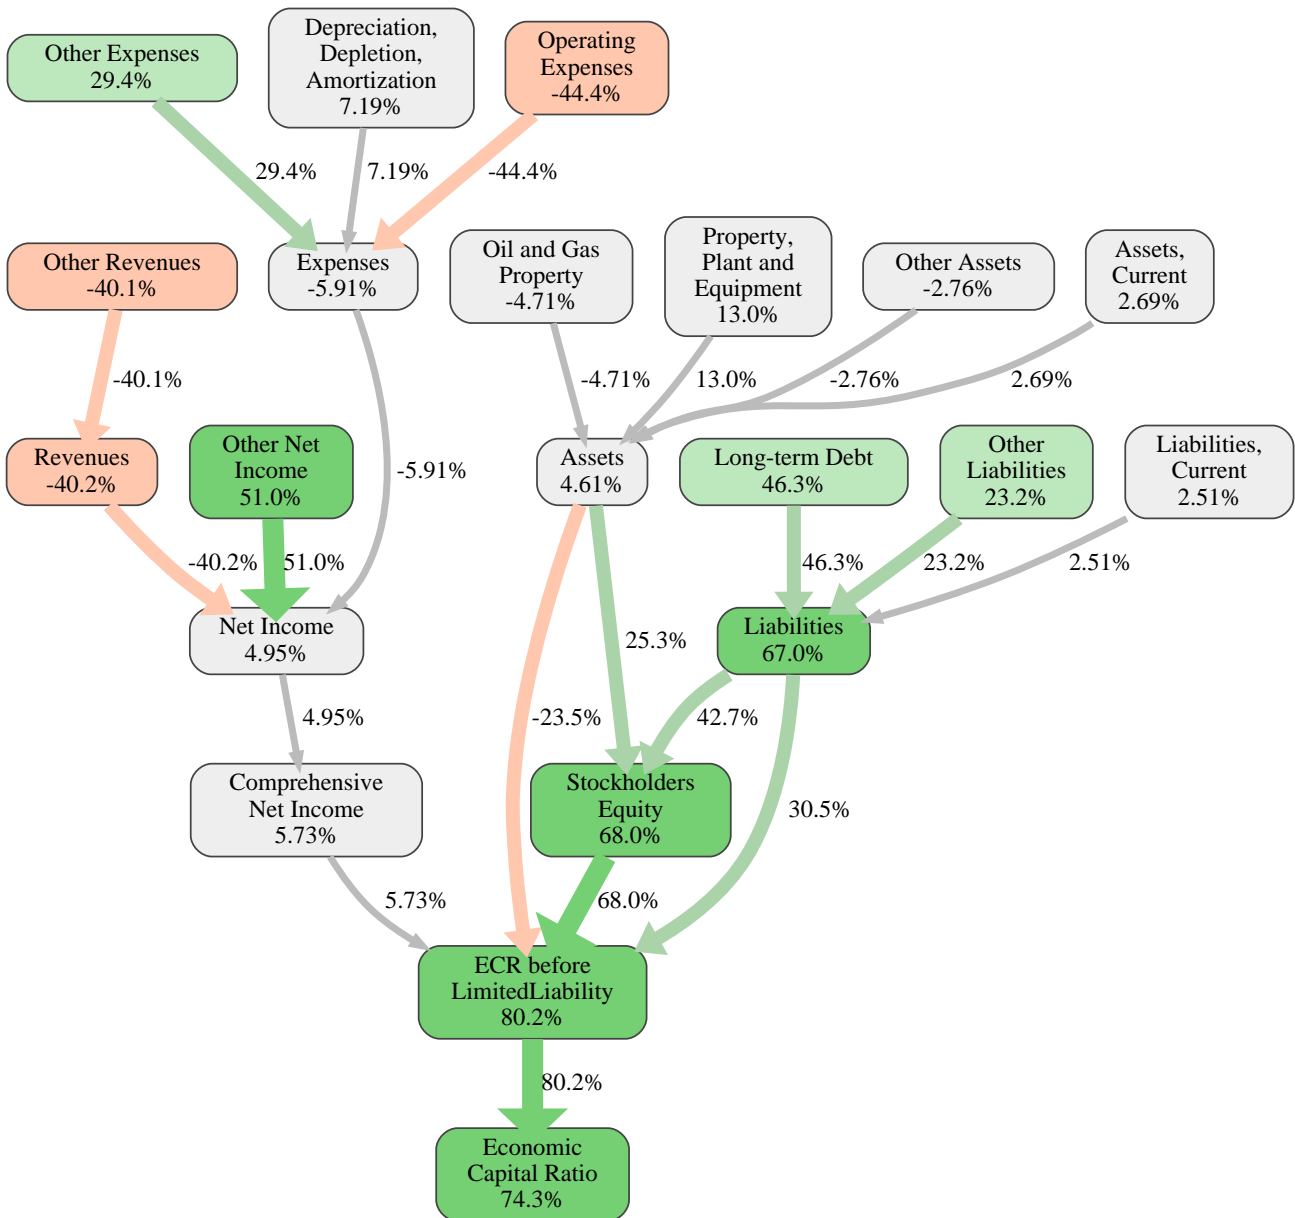 Other Expenses
29.4%
Depreciation,
Depletion,
Amortization
7.19%
Operating
Expenses
-44.4%
29.4%
7.19%
-44.4%
Other Revenues
-40.1%
Expenses
-5.91%
Oil and Gas
Property
-4.71%
Property,
Plant and
Equipment
13.0%
Other Assets
-2.76%
Assets,
Current
2.69%
-40.1%
-4.71%
13.0%
-2.76%
2.69%
Revenues
-40.2%
Other Net
Income
51.0%
-5.91%
Assets
4.61%
Long-term Debt
46.3%
Other
Liabilities
23.2%
Liabilities,
Current
2.51%
-40.2%
51.0%
46.3%
23.2%
2.51%
Net Income
4.95%
25.3%
Liabilities
67.0%
4.95%
-23.5%
42.7%
Comprehensive
Net Income
5.73%
Stockholders
Equity
68.0%
30.5%
5.73%
68.0%
ECR before
LimitedLiability
80.2%
80.2%
Economic
Capital Ratio
74.3%